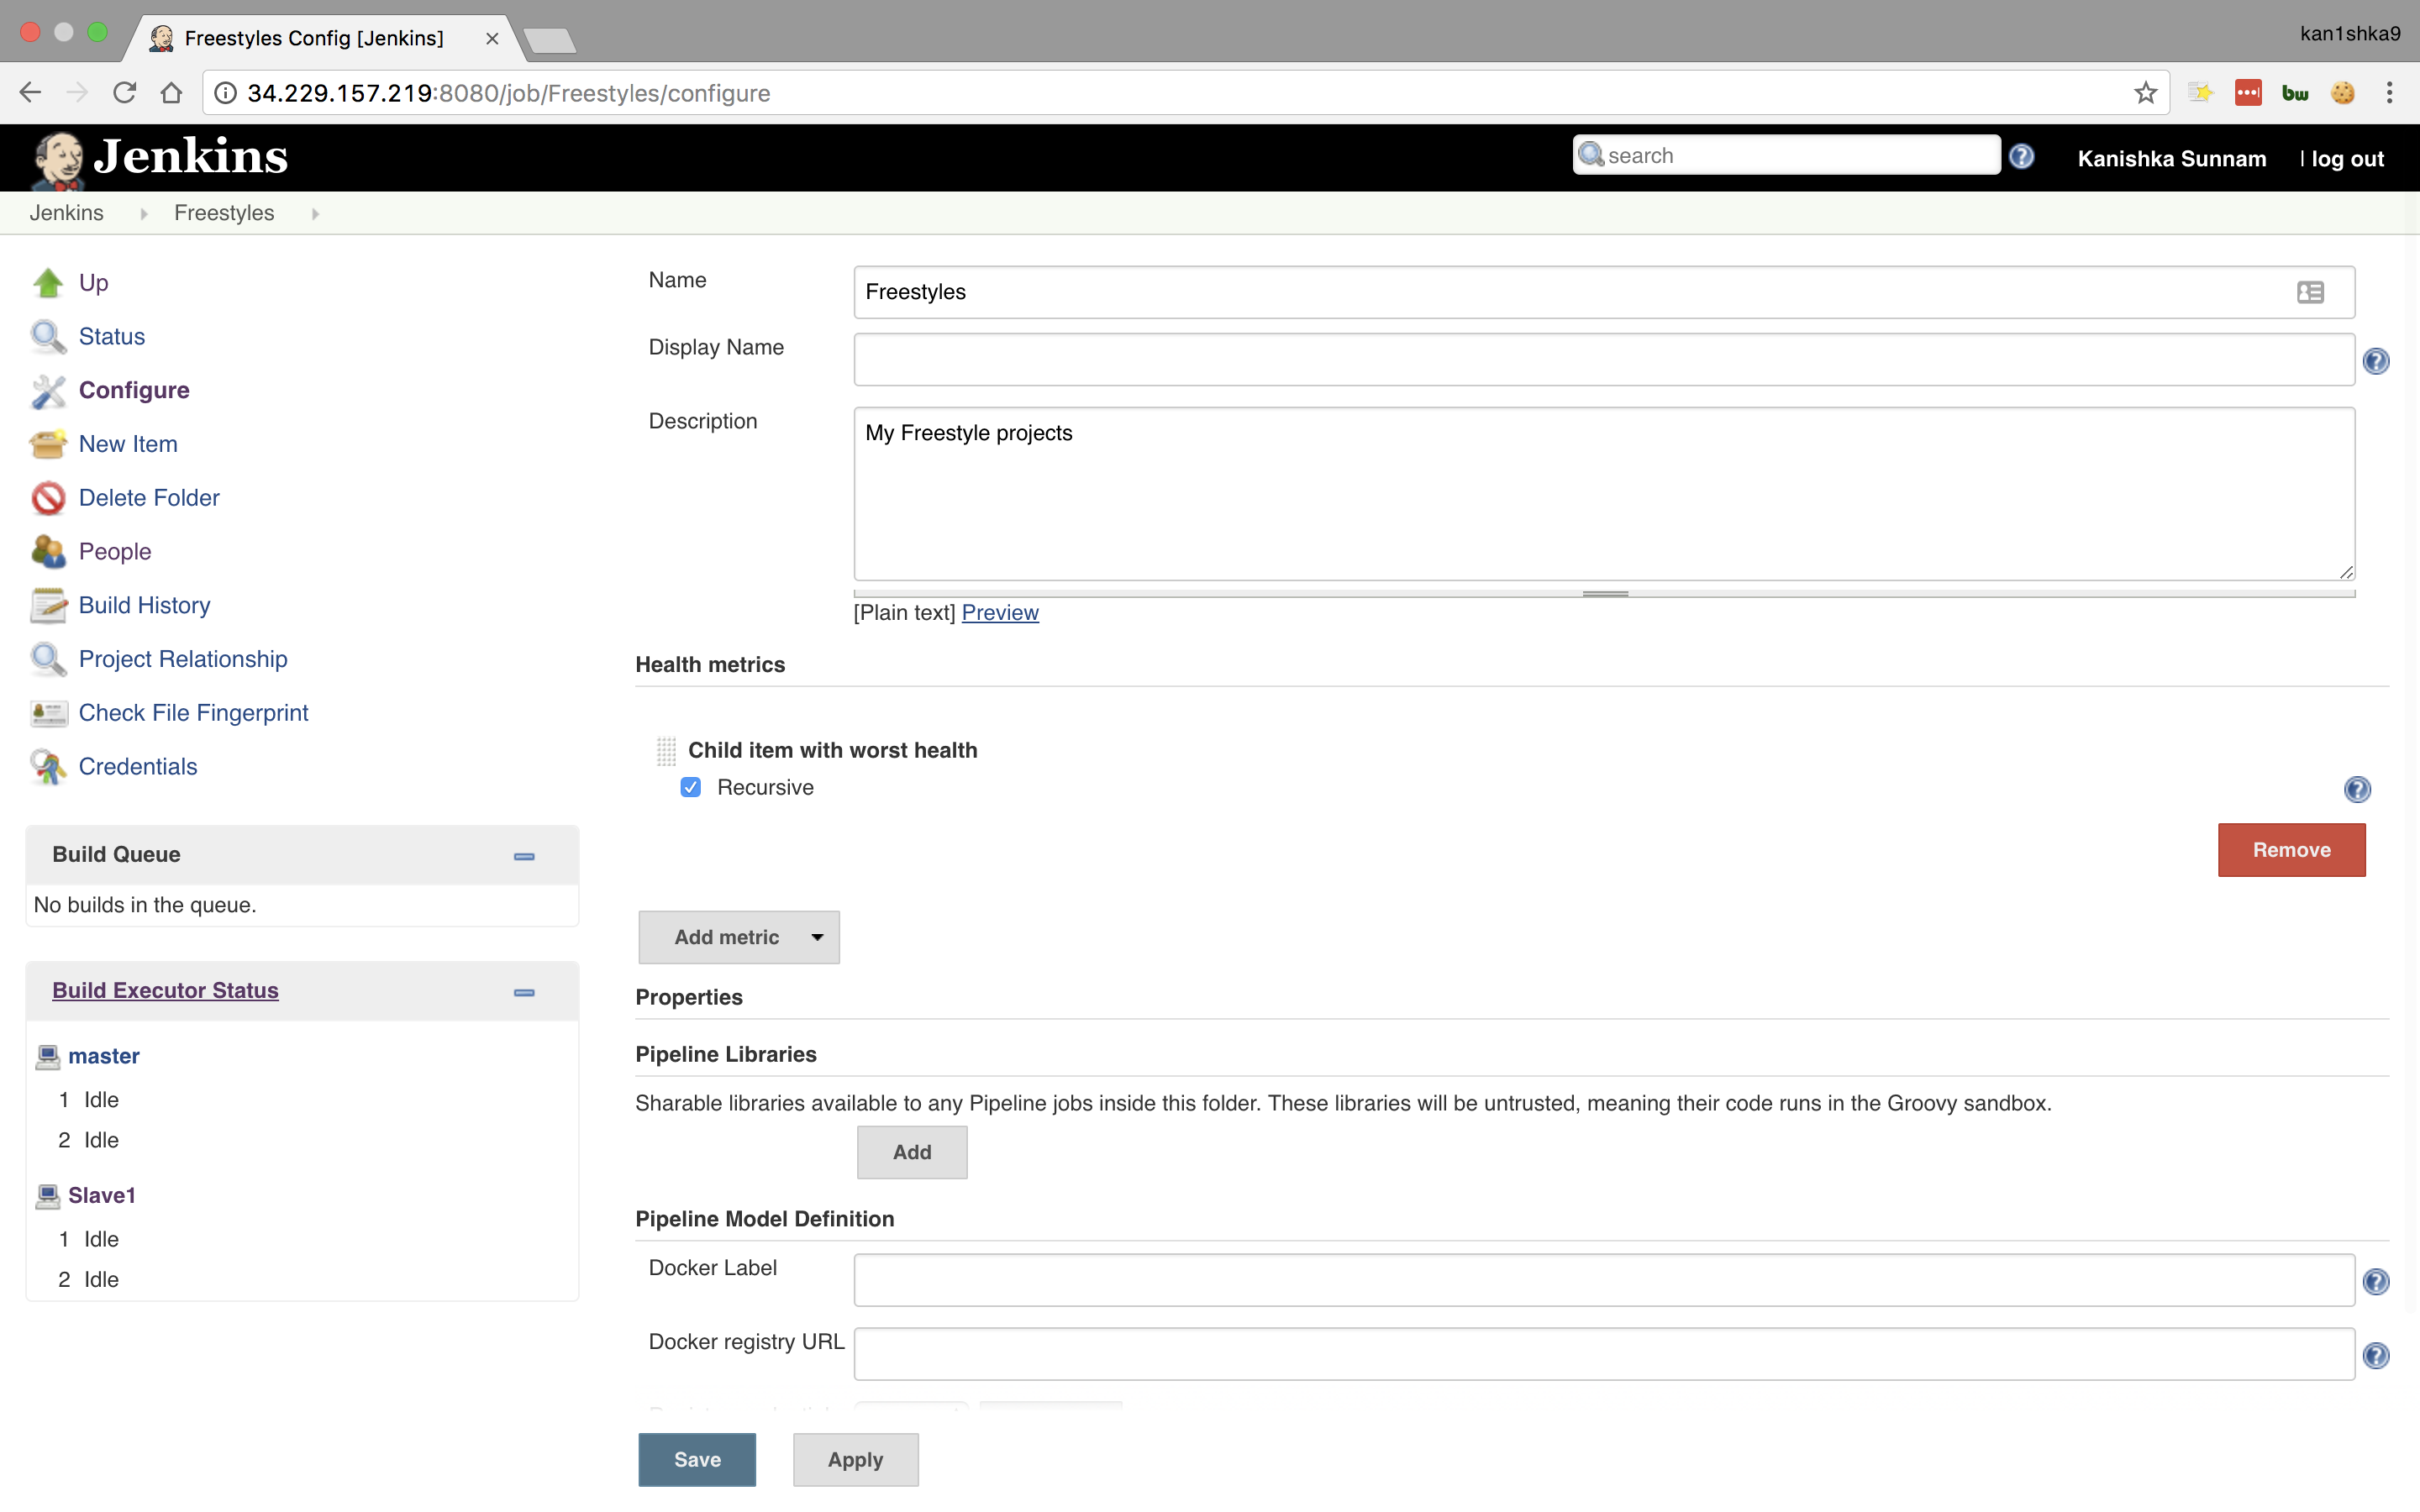 Freestyles Config [Jenkins]
kan1shka9
34.229.157.219:8080/job/Freestyles/configure
bw
Jenkins
search
Kanishka Sunnam
| log out
Jenkins
Freestyles
Up
Status
Configure
New Item
Delete Folder
People
Build History
Project Relationship
Check File Fingerprint
Credentials
Build Queue
No builds in the queue.
Build Executor Status
master
1 Idle
2 Idle
Slave1
1 Idle
2 Idle
Name
Freestyles
Display Name
Description
My Freestyle projects
[Plain text] Preview
Health metrics
Child item with worst health
Recursive
Remove
Add metric
Properties
Pipeline Libraries
Sharable libraries available to any Pipeline jobs inside this folder. These libraries will be untrusted, meaning their code runs in the Groovy sandbox.
Add
Pipeline Model Definition
Docker Label
Docker registry URL
Save
Apply